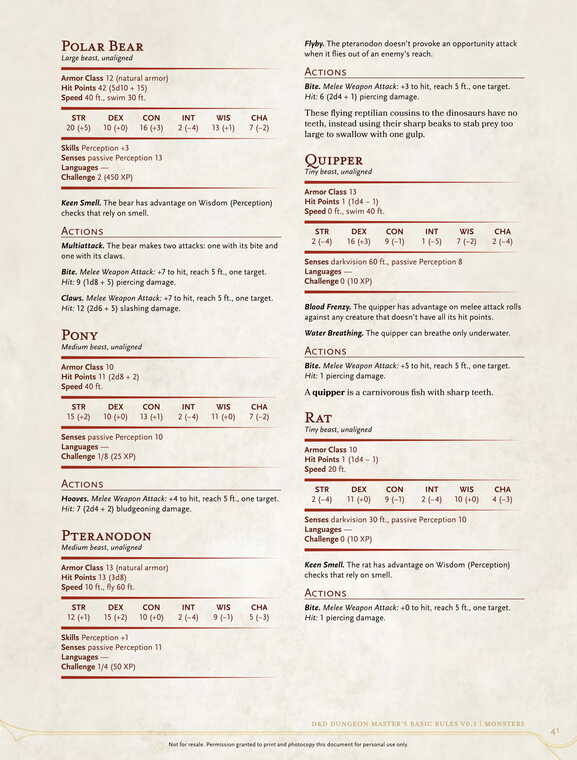 Polar Bear
Large beast, unaligned
Armor Class 12 (natural armor)
Hit Points 42 (5d10 + 15)
Speed 40 ft., swim 30 ft.
STR DEX CON INT WIS CHA
20 (+5) 10 (+0) 16 (+3) 2 (−4) 13 (+1) 7 (−2)
Skills Perception +3
Senses passive Perception 13
Languages —
Challenge 2 (450 XP)
Keen Smell. The bear has advantage on Wisdom (Perception)
checks that rely on smell.
Actions
Multiattack. The bear makes two attacks: one with its bite and
one with its claws.
Bite. Melee Weapon Attack: +7 to hit, reach 5 ft., one target.
Hit: 9 (1d8 + 5) piercing damage.
Claws. Melee Weapon Attack: +7 to hit, reach 5 ft., one target.
Hit: 12 (2d6 + 5) slashing damage.
Pony
Medium beast, unaligned
Armor Class 10
Hit Points 11 (2d8 + 2)
Speed 40 ft.
STR DEX CON INT WIS CHA
15 (+2) 10 (+0) 13 (+1) 2 (−4) 11 (+0) 7 (−2)
Senses passive Perception 10
Languages —
Challenge 1/8 (25 XP)
Actions
Hooves. Melee Weapon Attack: +4 to hit, reach 5 ft., one target.
Hit: 7 (2d4 + 2) bludgeoning damage.
Pteranodon
Medium beast, unaligned
Armor Class 13 (natural armor)
Hit Points 13 (3d8)
Speed 10 ft., fly 60 ft.
STR DEX CON INT WIS CHA
12 (+1) 15 (+2) 10 (+0) 2 (−4) 9 (−1) 5 (−3)
Skills Perception +1
Senses passive Perception 11
Languages —
Challenge 1/4 (50 XP)
Flyby. The pteranodon doesn't provoke an opportunity attack
when it flies out of an enemy's reach.
Actions
Bite. Melee Weapon Attack: +3 to hit, reach 5 ft., one target.
Hit: 6 (2d4 + 1) piercing damage.
These flying reptilian cousins to the dinosaurs have no
teeth, instead using their sharp beaks to stab prey too
large to swallow with one gulp.
Quipper
Tiny beast, unaligned
Armor Class 13
Hit Points 1 (1d4 − 1)
Speed 0 ft., swim 40 ft.
STR DEX CON INT WIS CHA
2 (−4) 16 (+3) 9 (−1) 1 (−5) 7 (−2) 2 (−4)
Senses darkvision 60 ft., passive Perception 8
Languages —
Challenge 0 (10 XP)
Blood Frenzy. The quipper has advantage on melee attack rolls
against any creature that doesn't have all its hit points.
Water Breathing. The quipper can breathe only underwater.
Actions
Bite. Melee Weapon Attack: +5 to hit, reach 5 ft., one target.
Hit: 1 piercing damage.
A quipper is a carnivorous fish with sharp teeth.
Rat
Tiny beast, unaligned
Armor Class 10
Hit Points 1 (1d4 − 1)
Speed 20 ft.
STR DEX CON INT WIS CHA
2 (−4) 11 (+0) 9 (−1) 2 (−4) 10 (+0) 4 (−3)
Senses darkvision 30 ft., passive Perception 10
Languages —
Challenge 0 (10 XP)
Keen Smell. The rat has advantage on Wisdom (Perception)
checks that rely on smell.
Actions
Bite. Melee Weapon Attack: +0 to hit, reach 5 ft., one target.
Hit: 1 piercing damage.
D&D Dungeon Master's Basic Rules v0.3 | Monsters
41
Not for resale. Permission granted to print and photocopy this document for personal use only.